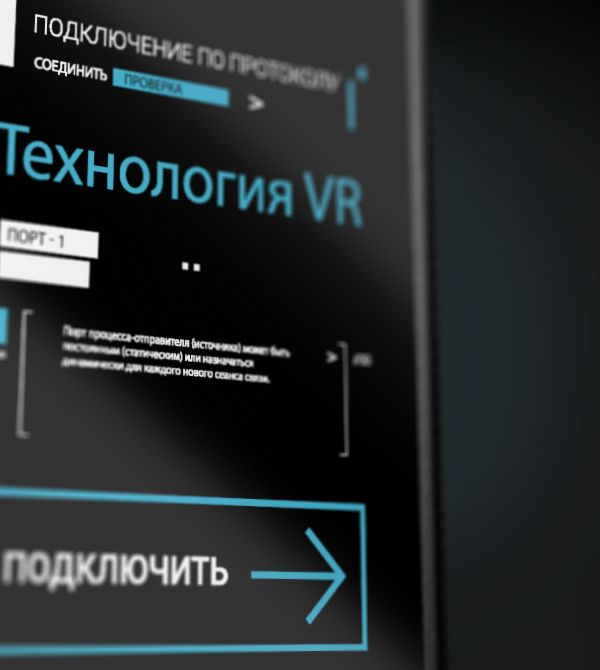 ПОДКЛЮЧЕНИЕ ПО ПРОТОКОЛУ
СОЕДИНИТЬ ПРОВЕРКА >
Технология VR
ПОРТ - 1
Порт процесса-отправителя (источника) может быть >
постоянным (статическим) или назначаться
динамически для каждого нового сеанса связи.
ПОДКЛЮЧИТЬ